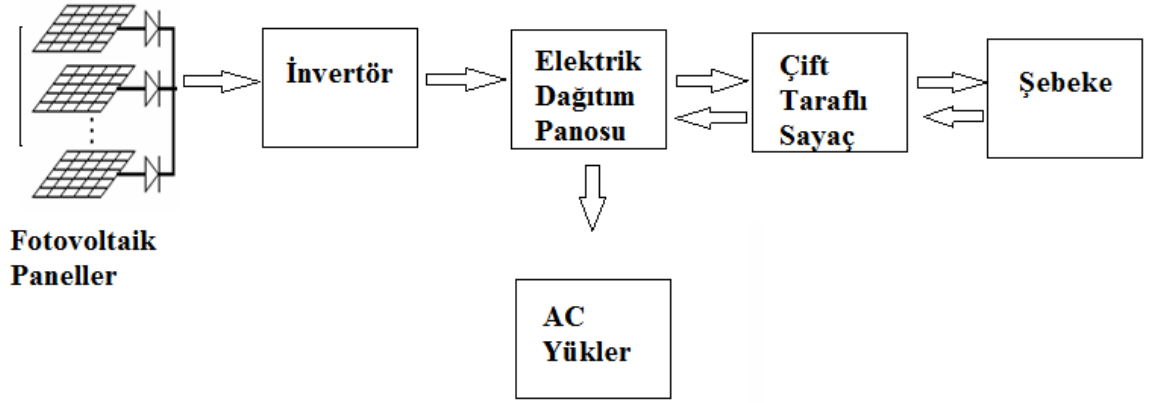 İnvertör
Elektrik
Dağıtım
Panosu
Çift
Taraflı
Sayaç
Şebeke
Fotovoltaik
Paneller
AC
Yükler